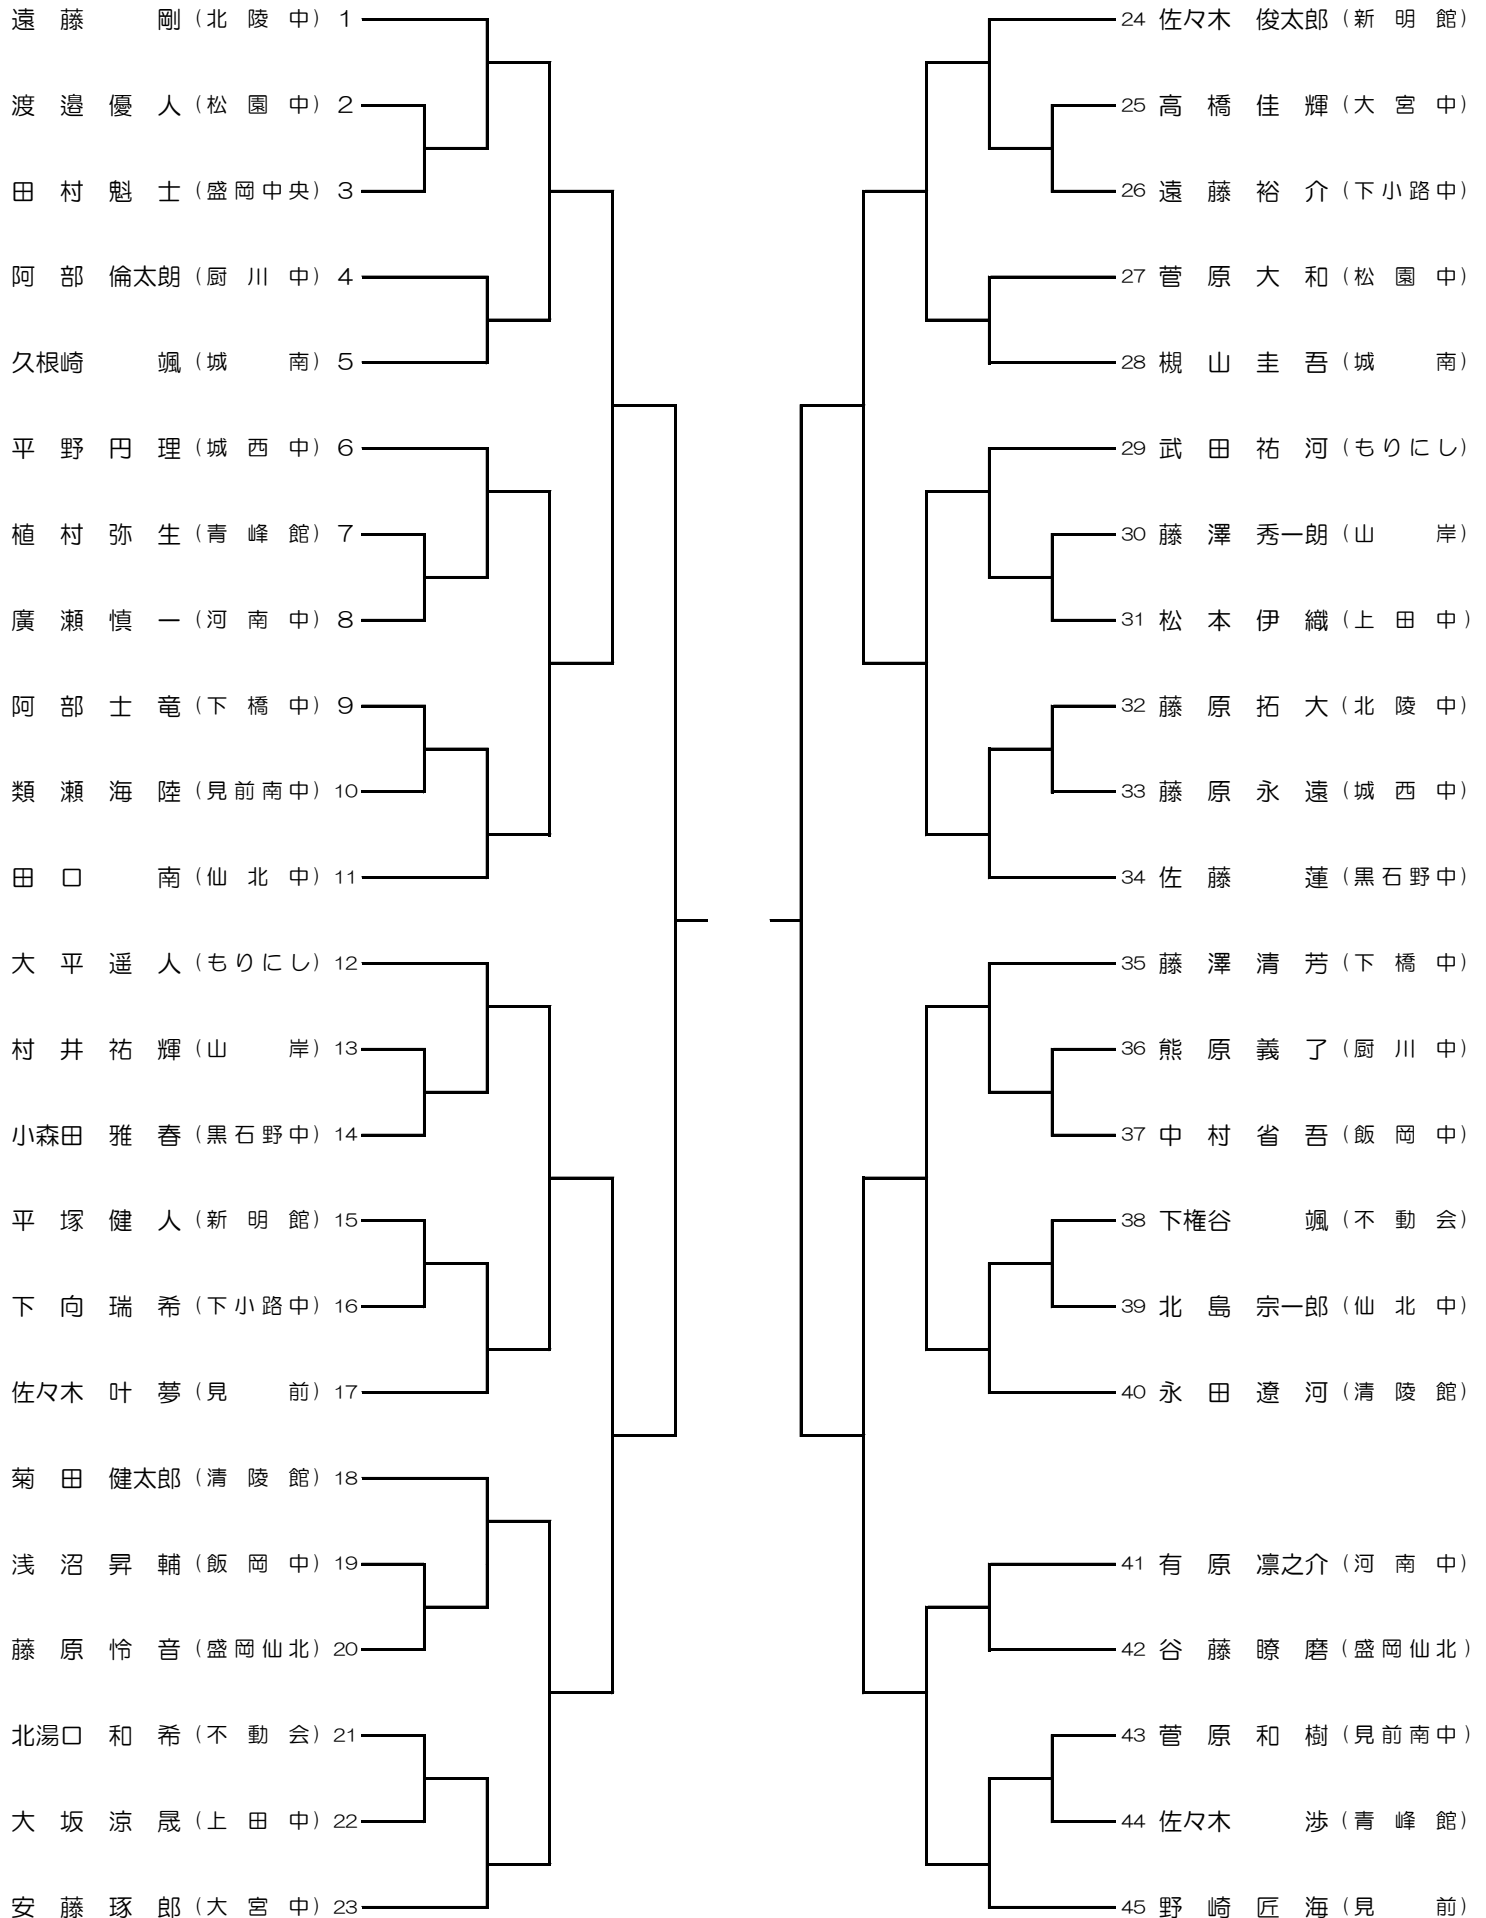 遠藤 剛（北陵中）1
渡邉優人（松園中）2
田村魁士（盛岡中央）3
阿部倫太朗（厨川中）4
久根崎 颯（城南）5
平野円理（城西中）6
植村弥生（青峰館）7
廣瀬慎一（河南中）8
阿部士竜（下橋中）9
類瀬海陸（見前南中）10
田口 南（仙北中）11
大平遥人（もりにし）12
村井祐輝（山岸）13
小森田雅春（黒石野中）14
平塚健人（新明館）15
下向瑞希（下小路中）16
佐々木叶夢（見前）17
菊田健太郎（清陵館）18
浅沼昇輔（飯岡中）19
藤原怜音（盛岡仙北）20
北湯口和希（不動会）21
大坂涼晟（上田中）22
安藤琢郎（大宮中）23
24 佐々木俊太郎（新明館）
25 高橋佳輝（大宮中）
26 遠藤裕介（下小路中）
27 菅原大和（松園中）
28 槻山圭吾（城南）
29 武田祐河（もりにし）
30 藤澤秀一朗（山岸）
31 松本伊織（上田中）
32 藤原拓大（北陵中）
33 藤原永遠（城西中）
34 佐藤 蓮（黒石野中）
35 藤澤清芳（下橋中）
36 熊原義了（厨川中）
37 中村省吾（飯岡中）
38 下権谷 颯（不動会）
39 北島宗一郎（仙北中）
40 永田遼河（清陵館）
41 有原凛之介（河南中）
42 谷藤瞭磨（盛岡仙北）
43 菅原和樹（見前南中）
44 佐々木 渉（青峰館）
45 野崎匠海（見前）